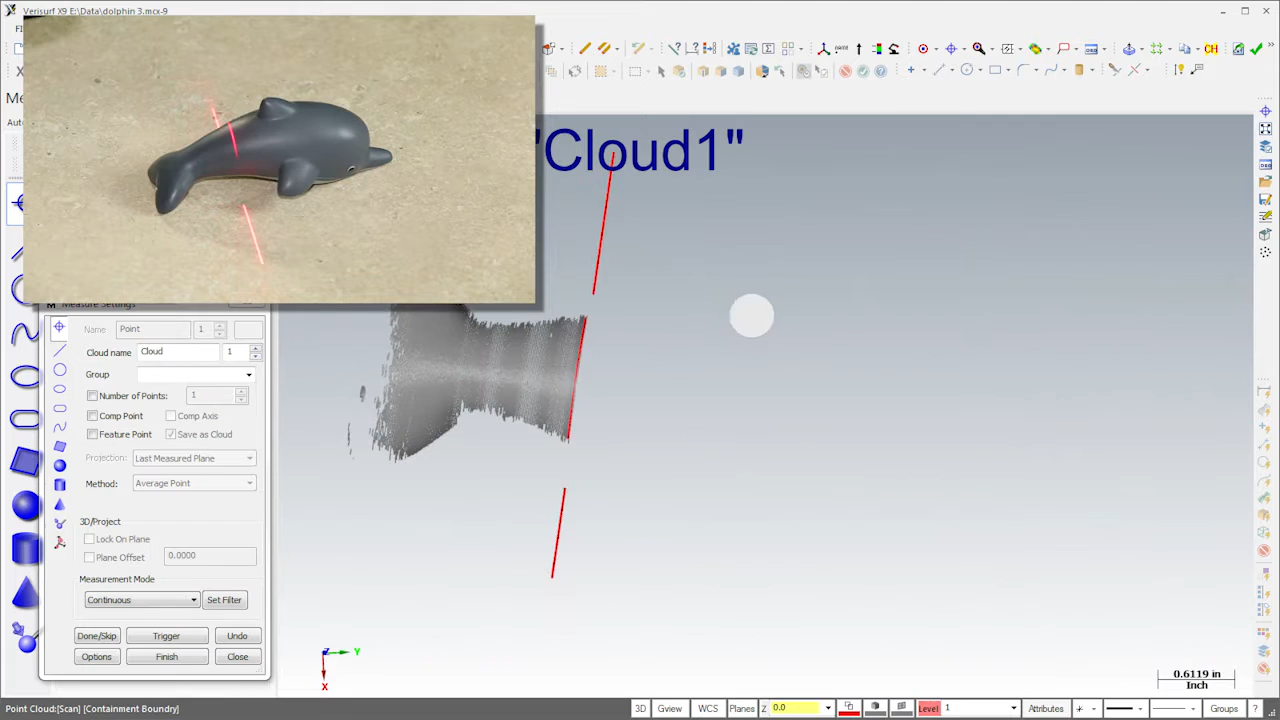 Verisurf X9 E:\Data\dolphin 3.mcx-9
"Cloud1"
Measure Settings
Name Point 1
Cloud name Cloud 1
Group
Number of Points: 1
Comp Point Comp Axis
Feature Point Save as Cloud
Projection: Last Measured Plane
Method: Average Point
3D/Project
Lock On Plane
Plane Offset 0.0000
Measurement Mode
Continuous Set Filter
Done/Skip Trigger Undo
Options Finish Close
Z Y
X
0.6119 in
Inch
Point Cloud:[Scan] [Containment Boundry]
3D Gview WCS Planes Z 0.0 Level 1 Attributes Groups ?